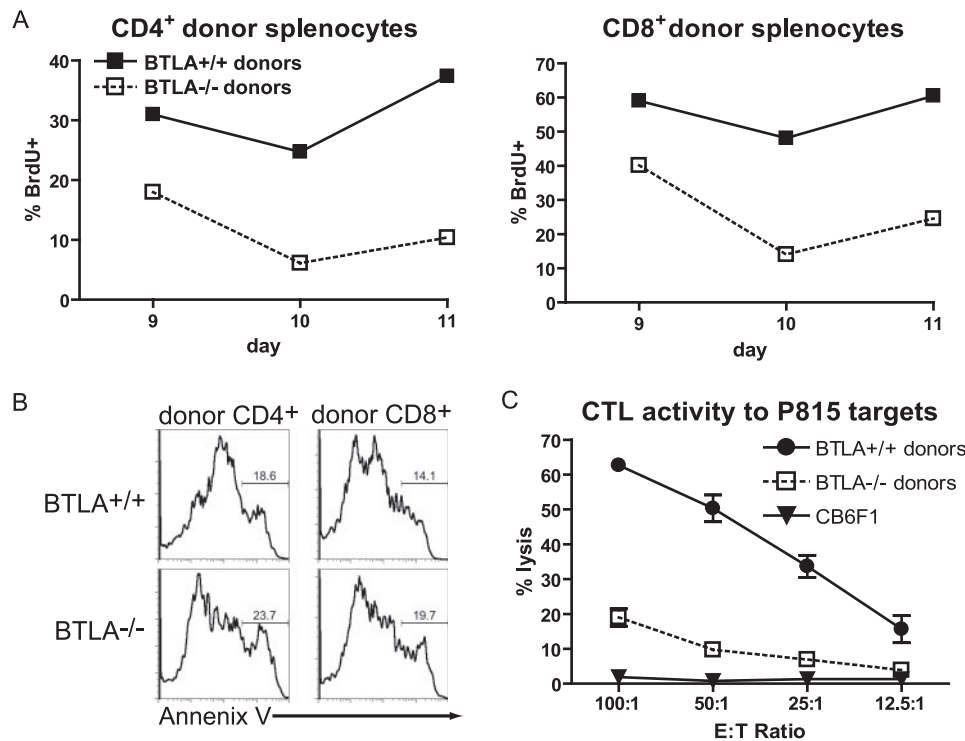 A
CD4+ donor splenocytes
BTLA+/+ donors
BTLA-/- donors
% BrdU+
40
30
20
10
0
9 10 11
day
CD8+ donor splenocytes
% BrdU+
70
60
50
40
30
20
10
0
9 10 11
day
B
donor CD4+ donor CD8+
BTLA+/+
18.6
14.1
BTLA-/-
23.7
19.7
Annenix V
C
CTL activity to P815 targets
BTLA+/+ donors
BTLA-/- donors
CB6F1
% lysis
70
60
50
40
30
20
10
0
100:1 50:1 25:1 12.5:1
E:T Ratio